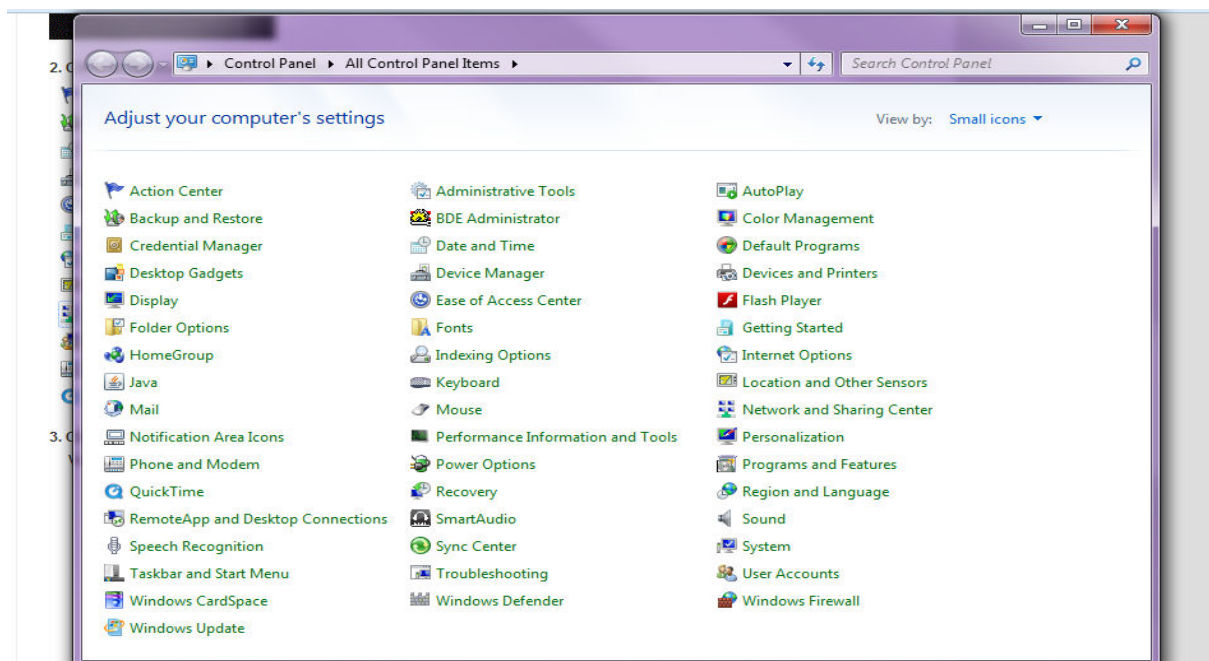 Control Panel All Control Panel Items Search Control Panel
2. C
Adjust your computer's settings View by: Small icons
Action Center Administrative Tools AutoPlay
Backup and Restore BDE Administrator Color Management
Credential Manager Date and Time Default Programs
Desktop Gadgets Device Manager Devices and Printers
Display Ease of Access Center Flash Player
Folder Options Fonts Getting Started
HomeGroup Indexing Options Internet Options
Java Keyboard Location and Other Sensors
Mail Mouse Network and Sharing Center
3. C
Notification Area Icons Performance Information and Tools Personalization
Phone and Modem Power Options Programs and Features
QuickTime Recovery Region and Language
RemoteApp and Desktop Connections SmartAudio Sound
Speech Recognition Sync Center System
Taskbar and Start Menu Troubleshooting User Accounts
Windows CardSpace Windows Defender Windows Firewall
Windows Update